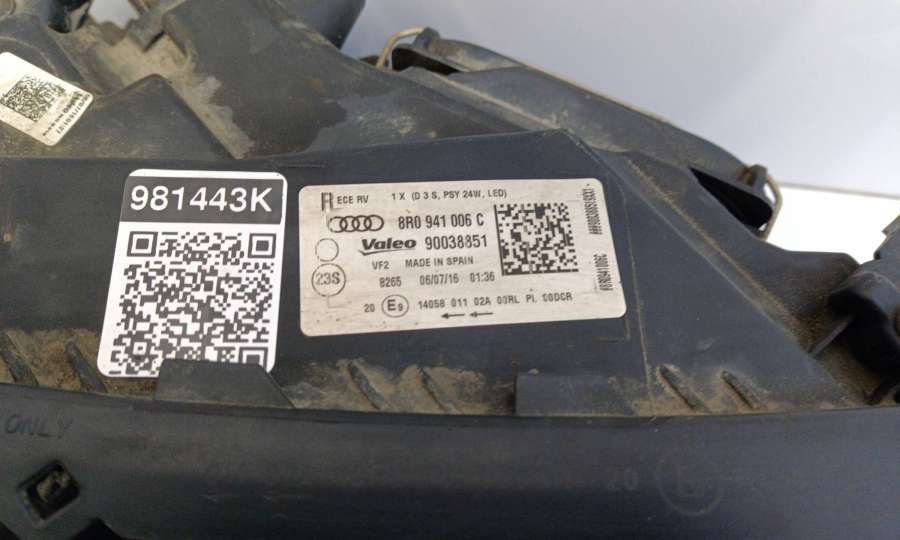 981443K
R ECE RV 1 X (D 3 S, PSY 24W, LED)
8R0 941 006 C
Valeo 90038851
VF2 MADE IN SPAIN
23S 8265 06/07/16 01:36
20 E9 14058 011 02A 00RL PL 00DCR
ONLY
20